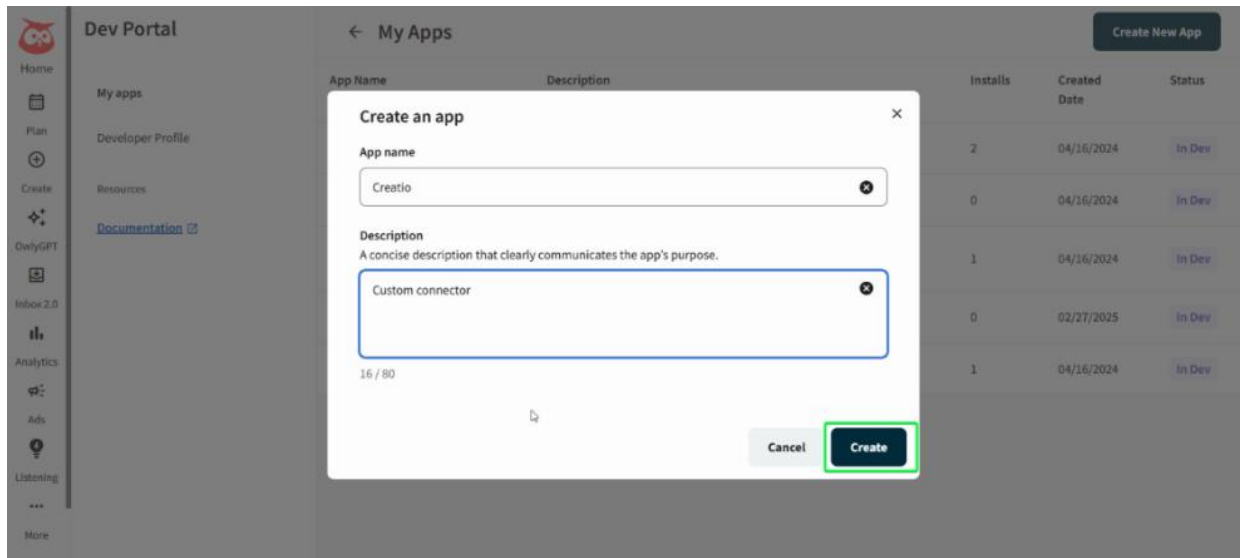 Home
Plan
Create
OwlyGPT
Inbox 2.0
Analytics
Ads
Listening
More
Dev Portal
My apps
Developer Profile
Resources
Documentation
My Apps
Create New App
App Name Description Installs Created Date Status
2 04/16/2024 In Dev
0 04/16/2024 In Dev
1 04/16/2024 In Dev
0 02/27/2025 In Dev
1 04/16/2024 In Dev
Create an app
App name
Creatio
Description
A concise description that clearly communicates the app's purpose.
Custom connector
16 / 80
Cancel Create